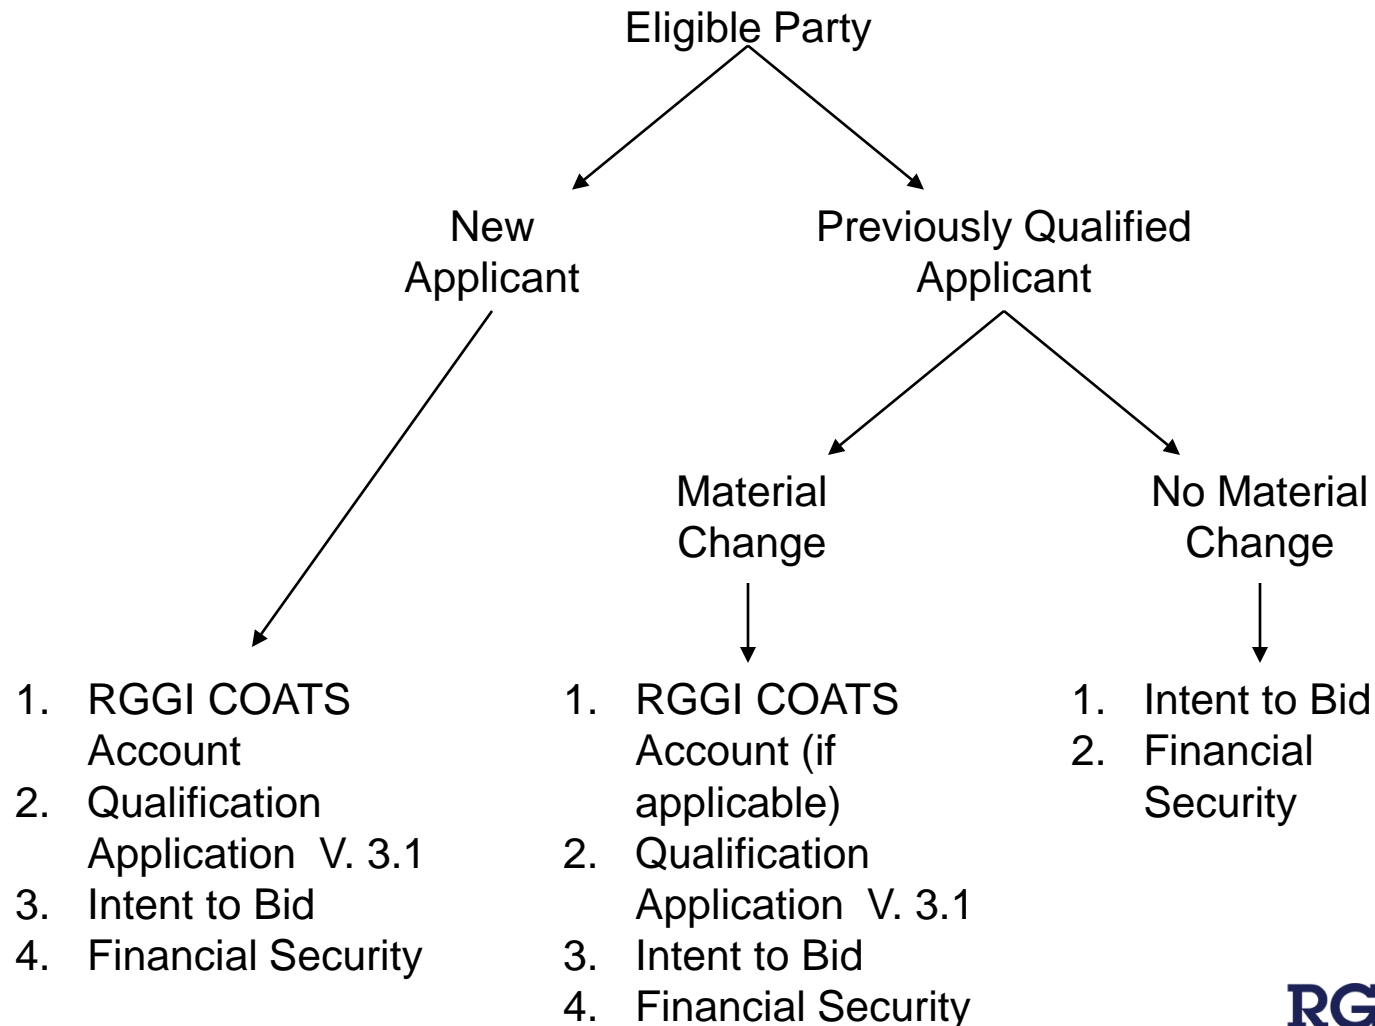 Eligible Party
New
Applicant
Previously Qualified
Applicant
Material
Change
No Material
Change
1. RGGI COATS
Account
2. Qualification
Application V. 3.1
3. Intent to Bid
4. Financial Security
1. RGGI COATS
Account (if
applicable)
2. Qualification
Application V. 3.1
3. Intent to Bid
4. Financial Security
1. Intent to Bid
2. Financial
Security
RG